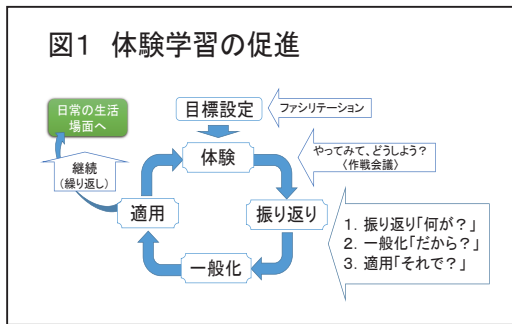 図1 体験学習の促進
日常の生活
場面へ
目標設定
ファシリテーション
継続
(繰り返し)
体験
やってみて、どうしよう？
〈作戦会議〉
適用
振り返り
一般化
1. 振り返り「何が？」
2. 一般化「だから？」
3. 適用「それで？」